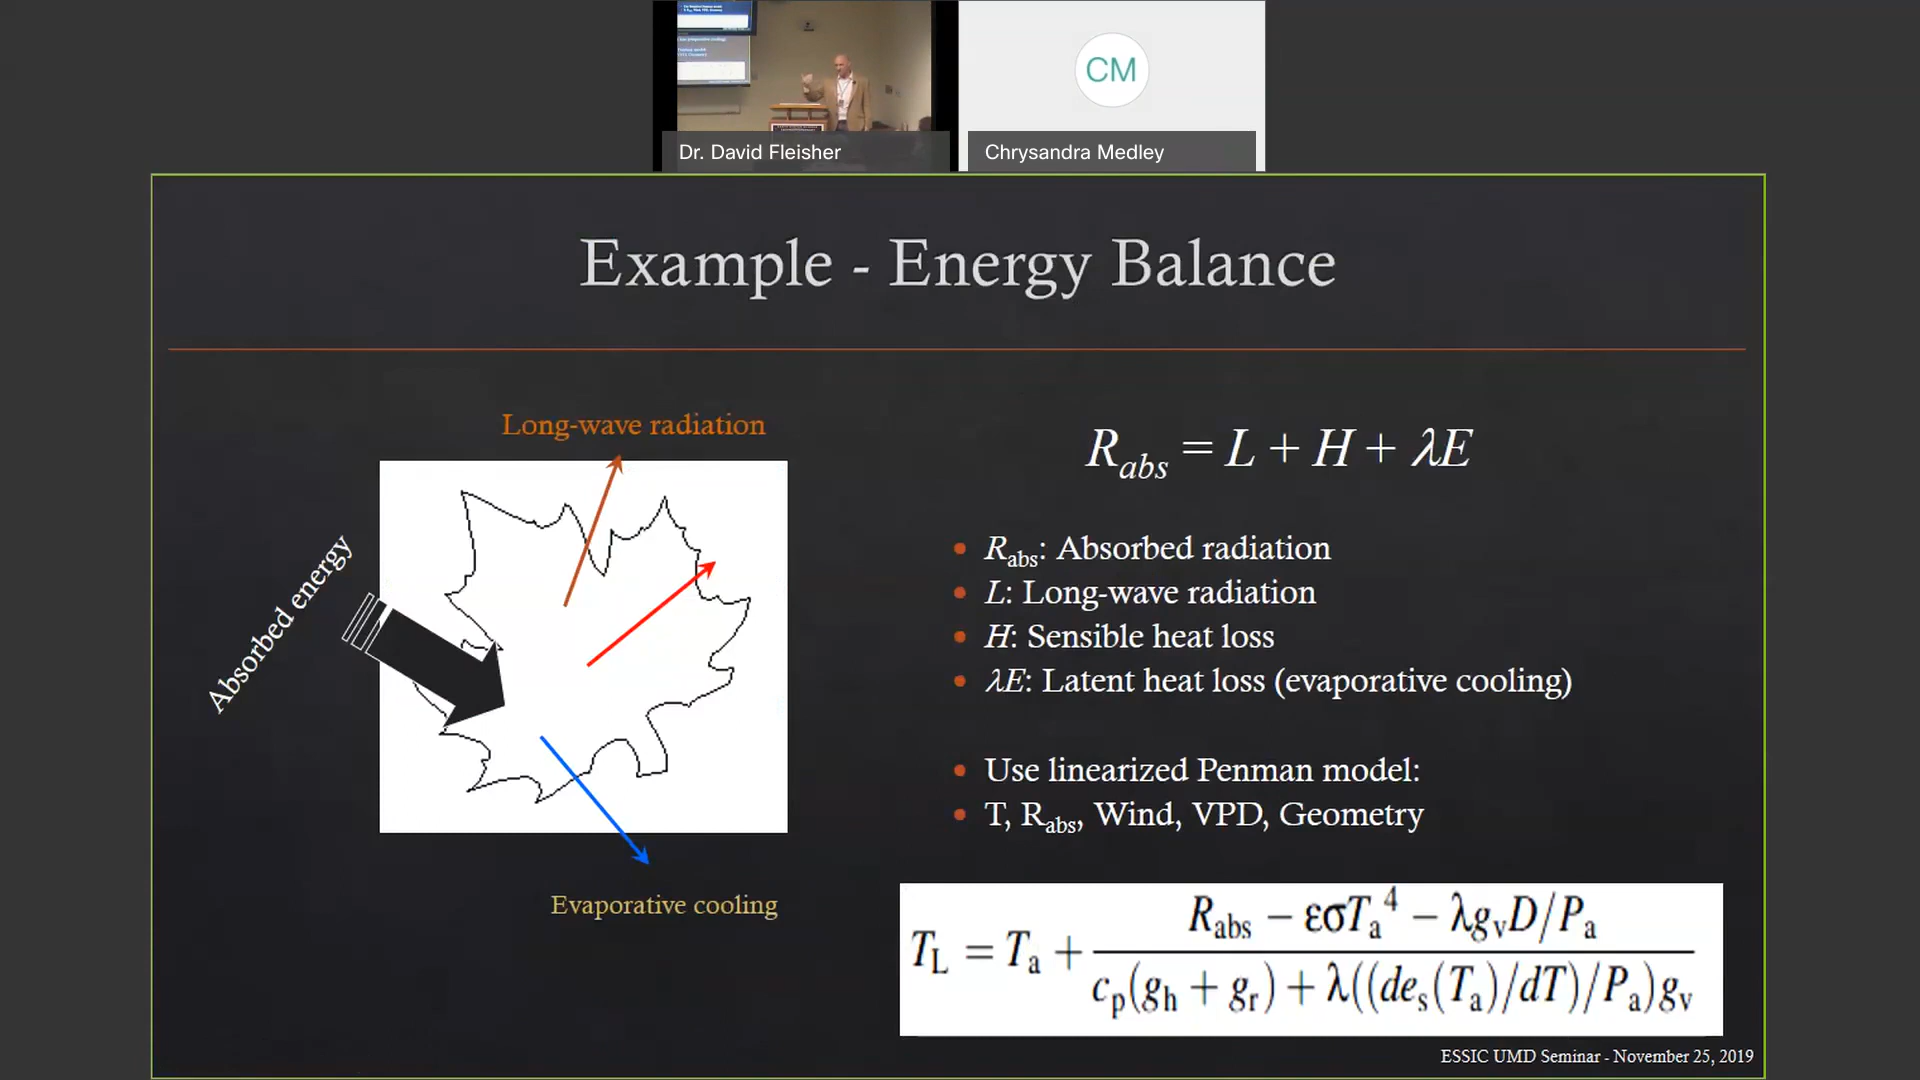 CM
Dr. David Fleisher
Chrysandra Medley
Example - Energy Balance
Long-wave radiation
Absorbed energy
Evaporative cooling
R_abs = L + H + λE
R_abs: Absorbed radiation
L: Long-wave radiation
H: Sensible heat loss
λE: Latent heat loss (evaporative cooling)
Use linearized Penman model:
T, R_abs, Wind, VPD, Geometry
T_L = T_a + (R_abs − εσT_a^4 − λg_vD/P_a) / (c_p(g_h + g_r) + λ((de_s(T_a)/dT)/P_a)g_v)
ESSIC UMD Seminar - November 25, 2019